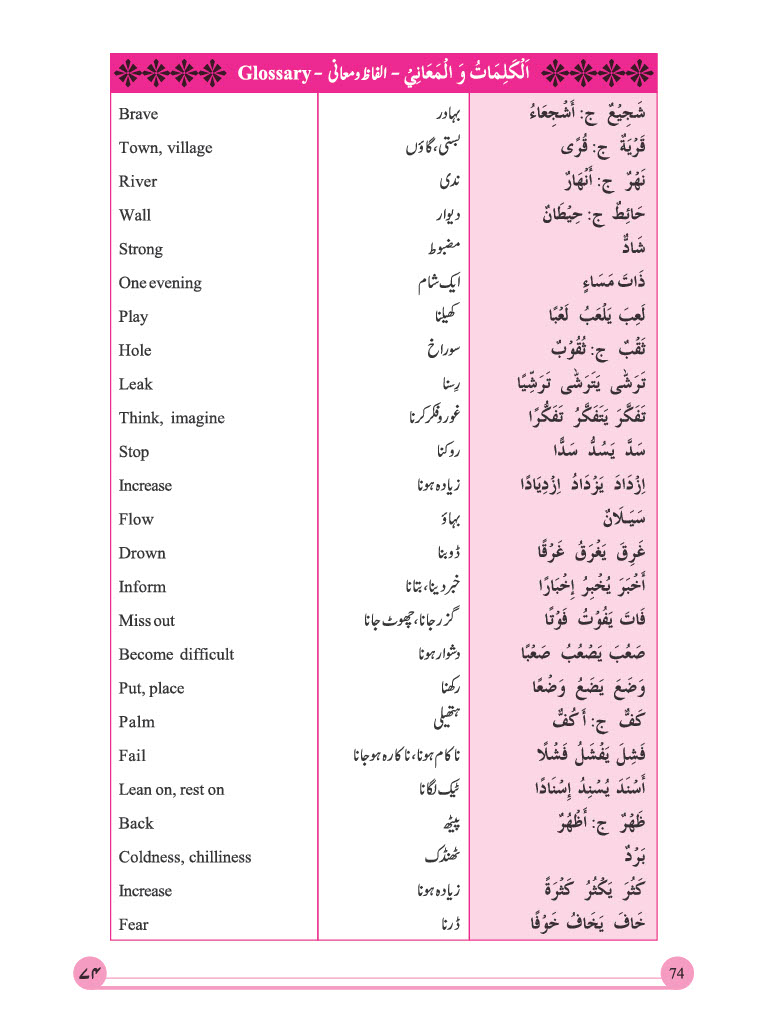 اَلْكَلِمَاتُ وَ الْمَعَانِيْ - الفاظ ومعانی - Glossary
شَجِيْعٌ ج: أَشْجِعَاءُ بہادر Brave
قَرْيَةٌ ج: قُرًى بستی، گاؤں Town, village
نَهْرٌ ج: أَنْهَارٌ ندی River
حَائِطٌ ج: حِيْطَانٌ دیوار Wall
شَادٌّ مضبوط Strong
ذَاتَ مَسَاءٍ ایک شام One evening
لَعِبَ يَلْعَبُ لَعْبًا کھیلنا Play
ثَقْبٌ ج: ثُقُوْبٌ سوراخ Hole
تَرَشّٰى يَتَرَشّٰى تَرَشِّيًا رِسنا Leak
تَفَكَّرَ يَتَفَكَّرُ تَفَكُّرًا غور وفکر کرنا Think, imagine
سَدَّ يَسُدُّ سَدًّا روکنا Stop
اِزْدَادَ يَزْدَادُ اِزْدِيَادًا زیادہ ہونا Increase
سَيَلَانٌ بہاؤ Flow
غَرِقَ يَغْرَقُ غَرْقًا ڈوبنا Drown
أَخْبَرَ يُخْبِرُ إِخْبَارًا خبر دینا، بتانا Inform
فَاتَ يَفُوْتُ فَوْتًا گزر جانا، چھوٹ جانا Miss out
صَعُبَ يَصْعُبُ صَعْبًا دشوار ہونا Become difficult
وَضَعَ يَضَعُ وَضْعًا رکھنا Put, place
كَفٌّ ج: أَكُفٌّ ہتھیلی Palm
فَشِلَ يَفْشَلُ فَشْلًا ناکام ہونا، ناکارہ ہو جانا Fail
أَسْنَدَ يُسْنِدُ إِسْنَادًا ٹیک لگانا Lean on, rest on
ظَهْرٌ ج: أَظْهُرٌ پیٹھ Back
بَرْدٌ ٹھنڈک Coldness, chilliness
كَثُرَ يَكْثُرُ كَثْرَةً زیادہ ہونا Increase
خَافَ يَخَافُ خَوْفًا ڈرنا Fear
۷۴ 74